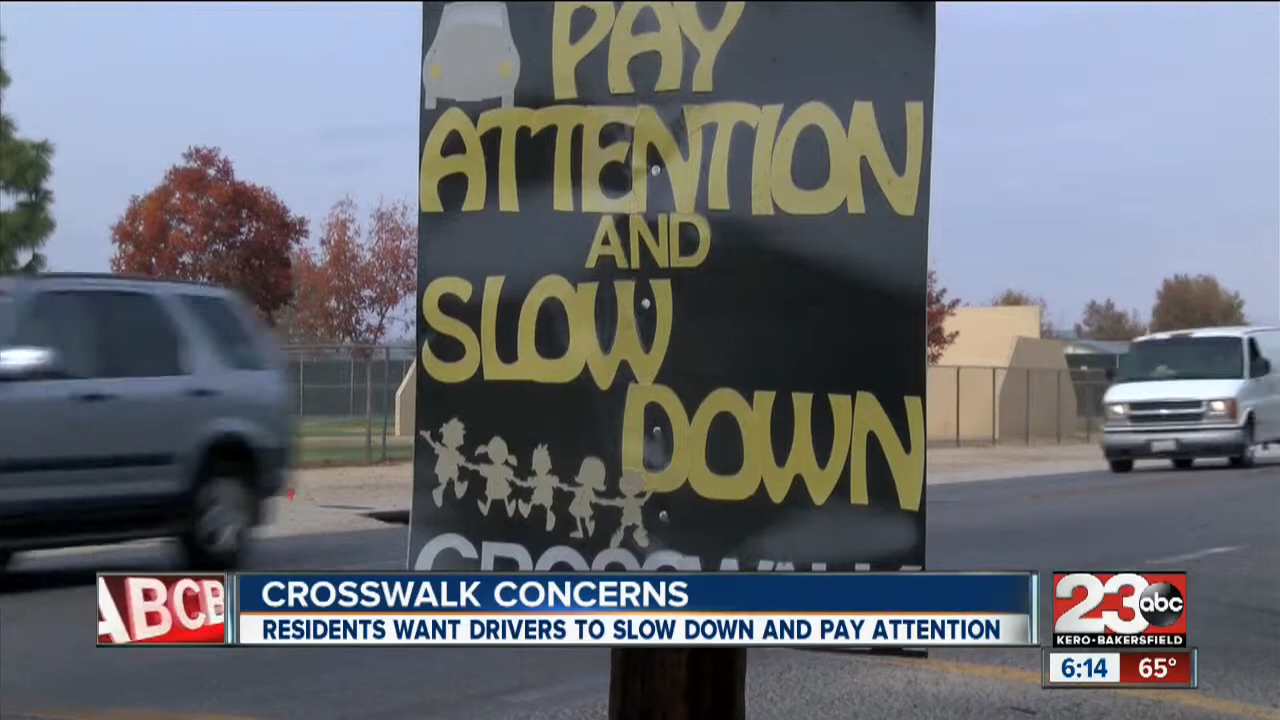 PAY
ATTENTION
AND
SLOW
DOWN
CROSSWALK
ABCB
CROSSWALK CONCERNS
RESIDENTS WANT DRIVERS TO SLOW DOWN AND PAY ATTENTION
23 abc
KERO-BAKERSFIELD
6:14 65°